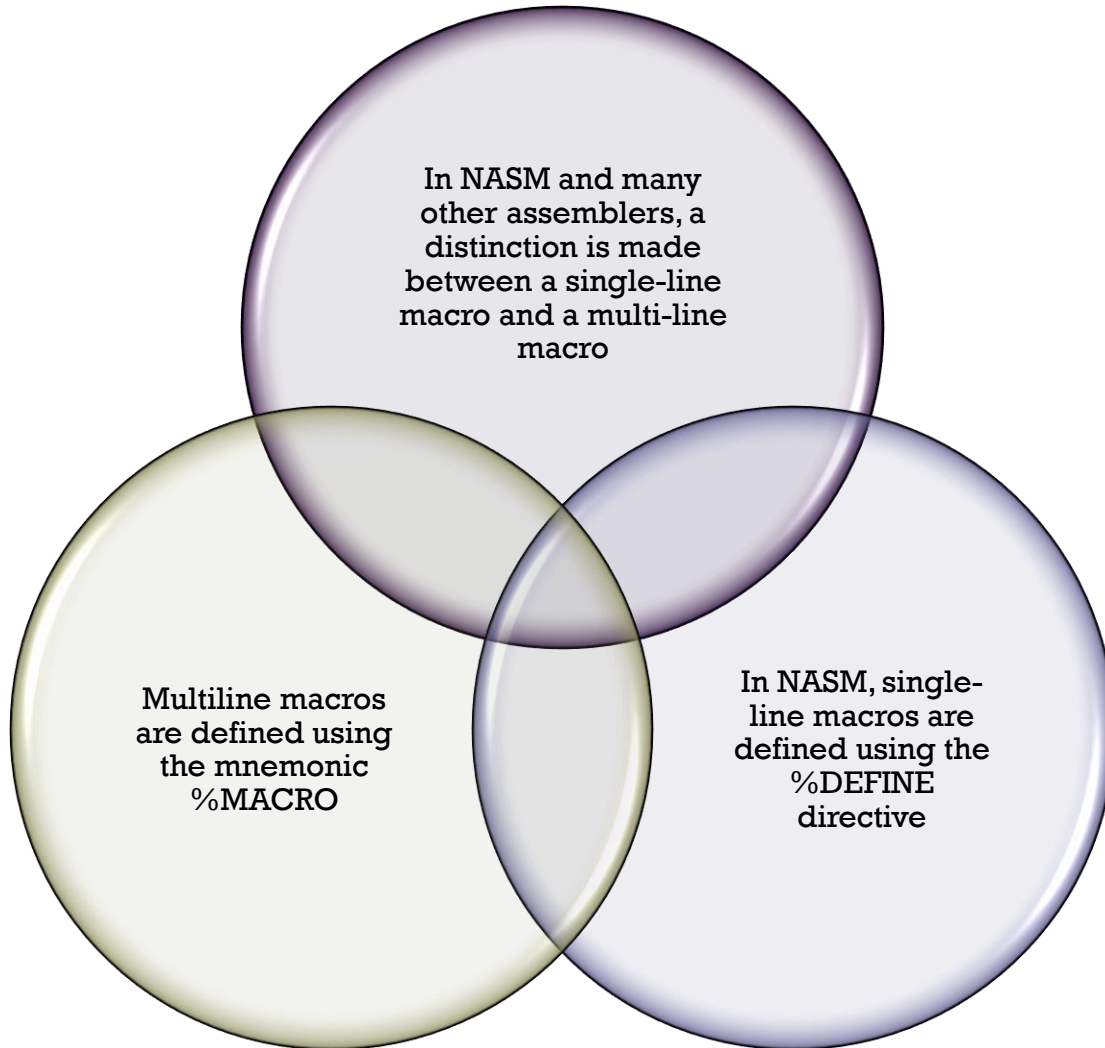 In NASM and many
other assemblers, a
distinction is made
between a single-line
macro and a multi-line
macro
Multiline macros
are defined using
the mnemonic
%MACRO
In NASM, single-
line macros are
defined using the
%DEFINE
directive